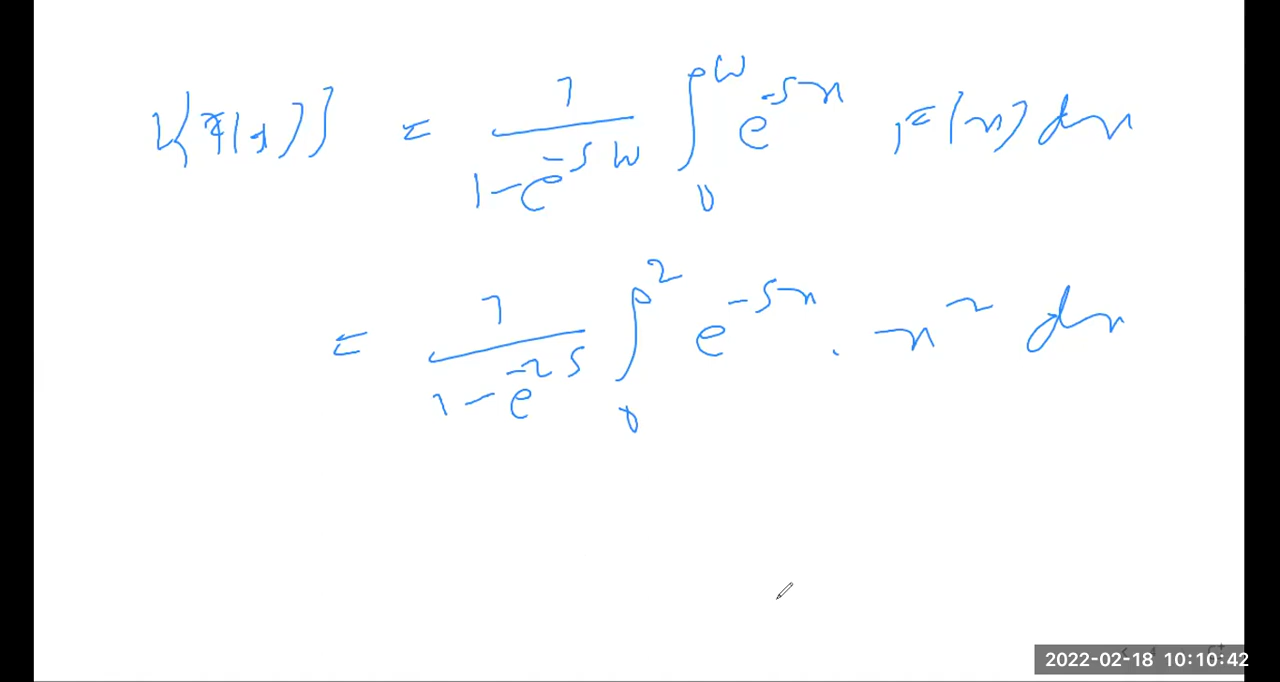 L{F(x)} = 1/(1-e^{-sω}) ∫_0^ω e^{-sx} F(x) dx
= 1/(1-e^{-2s}) ∫_0^2 e^{-sx} . x^2 dx
2022-02-18 10:10:42